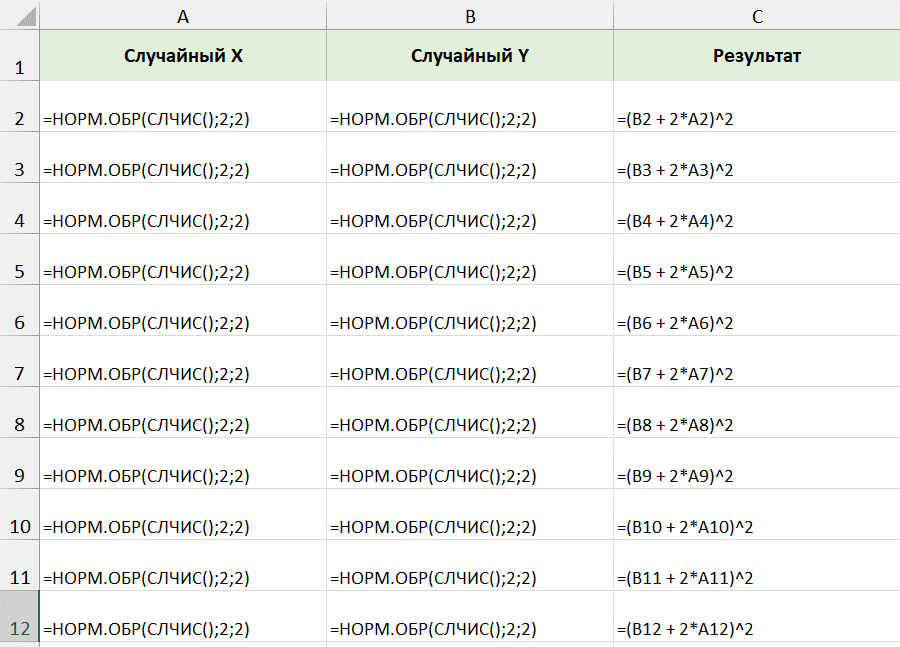 A B C
1 Случайный X Случайный Y Результат
2 =НОРМ.ОБР(СЛЧИС();2;2) =НОРМ.ОБР(СЛЧИС();2;2) =(B2 + 2*A2)^2
3 =НОРМ.ОБР(СЛЧИС();2;2) =НОРМ.ОБР(СЛЧИС();2;2) =(B3 + 2*A3)^2
4 =НОРМ.ОБР(СЛЧИС();2;2) =НОРМ.ОБР(СЛЧИС();2;2) =(B4 + 2*A4)^2
5 =НОРМ.ОБР(СЛЧИС();2;2) =НОРМ.ОБР(СЛЧИС();2;2) =(B5 + 2*A5)^2
6 =НОРМ.ОБР(СЛЧИС();2;2) =НОРМ.ОБР(СЛЧИС();2;2) =(B6 + 2*A6)^2
7 =НОРМ.ОБР(СЛЧИС();2;2) =НОРМ.ОБР(СЛЧИС();2;2) =(B7 + 2*A7)^2
8 =НОРМ.ОБР(СЛЧИС();2;2) =НОРМ.ОБР(СЛЧИС();2;2) =(B8 + 2*A8)^2
9 =НОРМ.ОБР(СЛЧИС();2;2) =НОРМ.ОБР(СЛЧИС();2;2) =(B9 + 2*A9)^2
10 =НОРМ.ОБР(СЛЧИС();2;2) =НОРМ.ОБР(СЛЧИС();2;2) =(B10 + 2*A10)^2
11 =НОРМ.ОБР(СЛЧИС();2;2) =НОРМ.ОБР(СЛЧИС();2;2) =(B11 + 2*A11)^2
12 =НОРМ.ОБР(СЛЧИС();2;2) =НОРМ.ОБР(СЛЧИС();2;2) =(B12 + 2*A12)^2